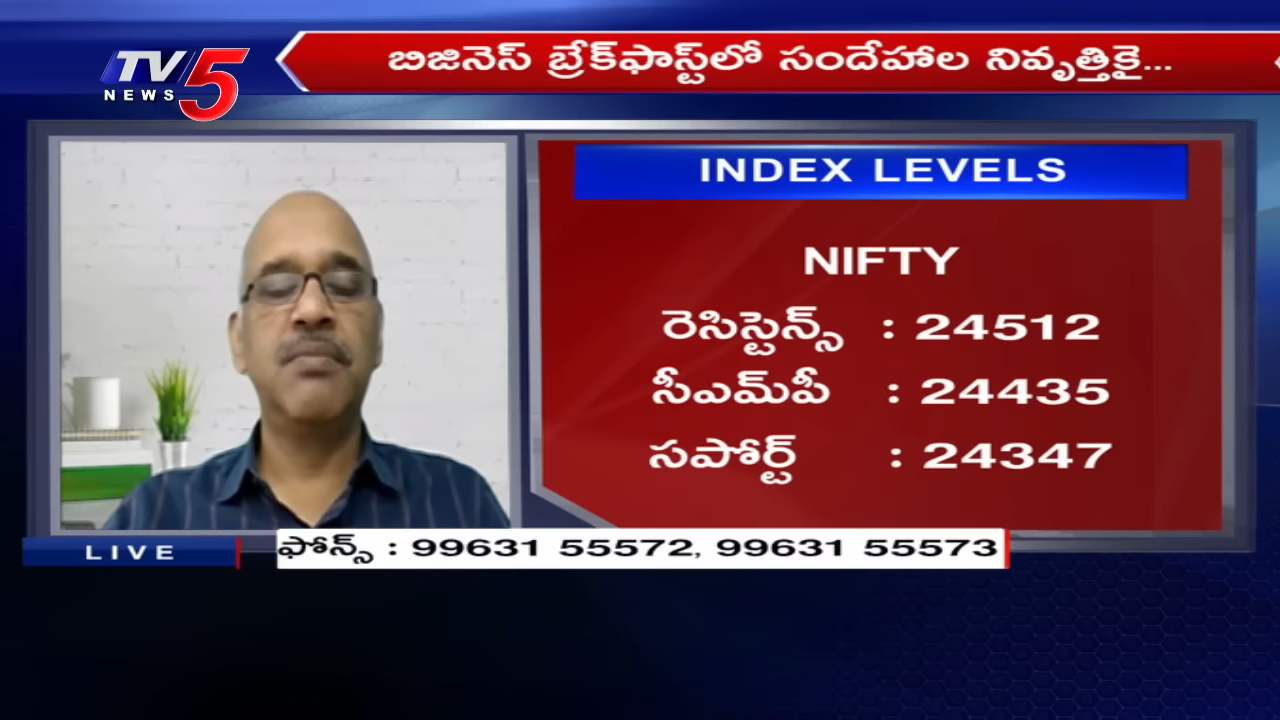 TV5
NEWS
బిజినెస్ బ్రేక్‌ఫాస్ట్‌లో సందేహాల నివృత్తికై...
INDEX LEVELS
NIFTY
రెసిస్టెన్స్ : 24512
సీఎమ్‌పీ : 24435
సపోర్ట్ : 24347
LIVE
ఫోన్స్ : 99631 55572, 99631 55573